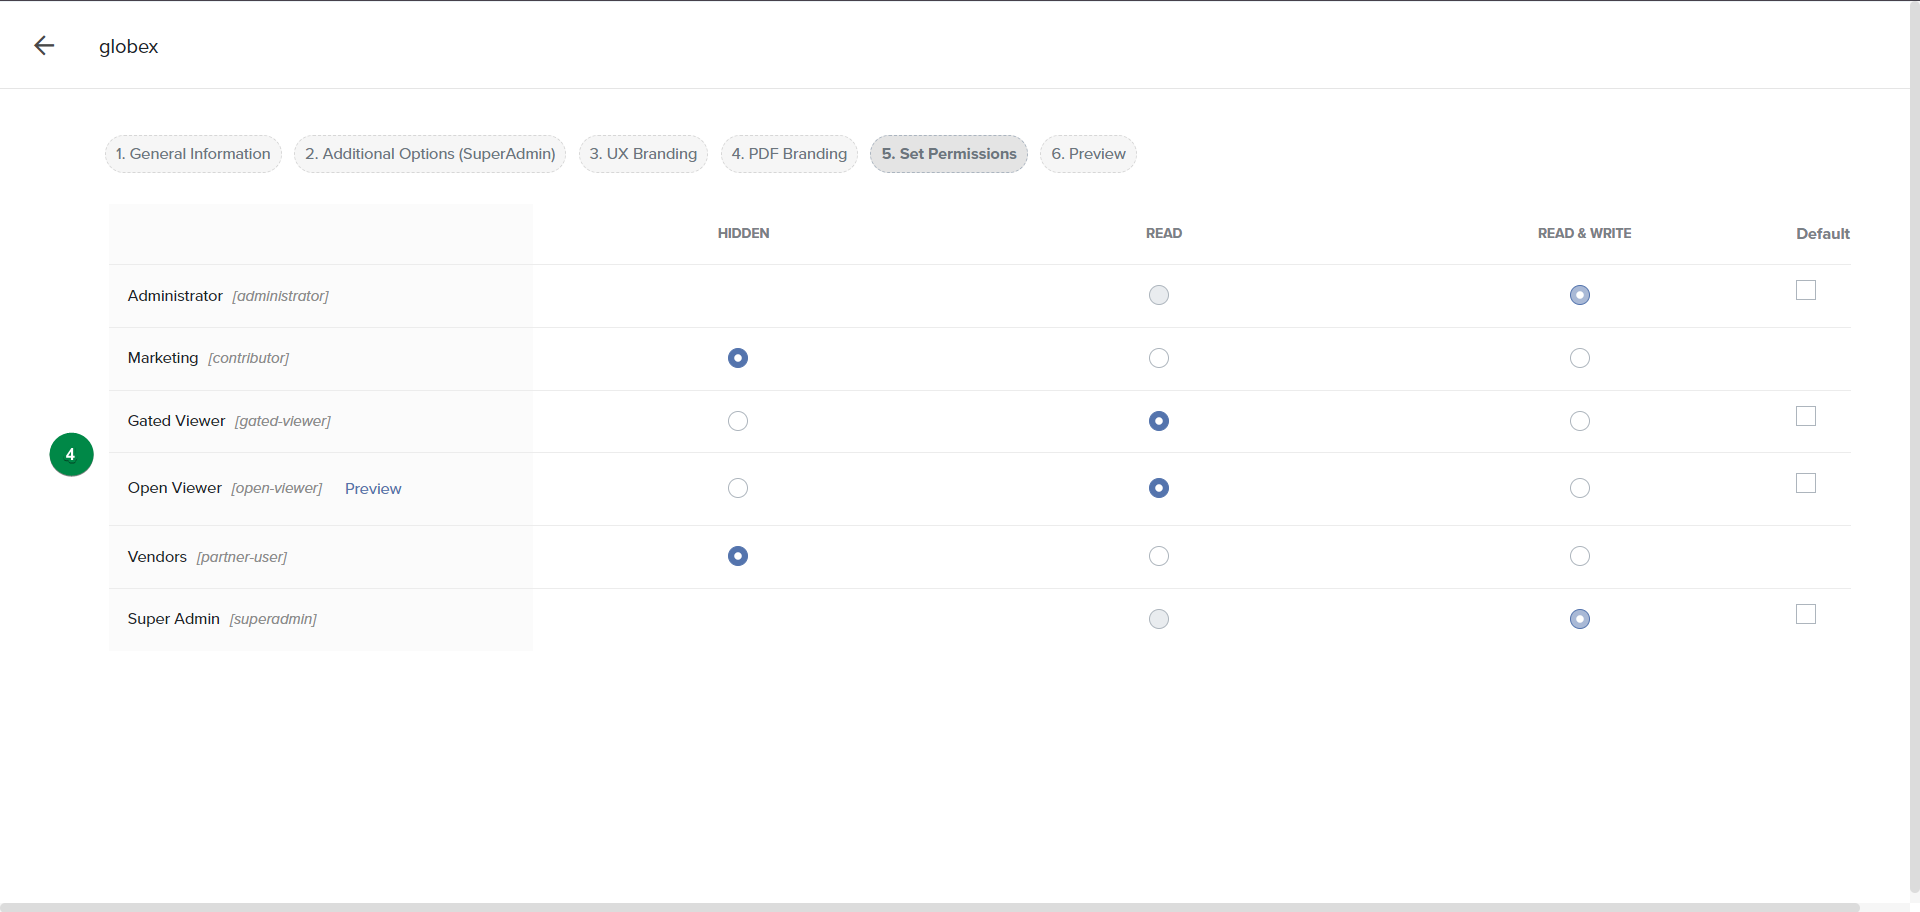 globex
1. General Information 2. Additional Options (SuperAdmin) 3. UX Branding 4. PDF Branding 5. Set Permissions 6. Preview
HIDDEN READ READ & WRITE Default
Administrator [administrator]
Marketing [contributor]
Gated Viewer [gated-viewer]
4
Open Viewer [open-viewer] Preview
Vendors [partner-user]
Super Admin [superadmin]